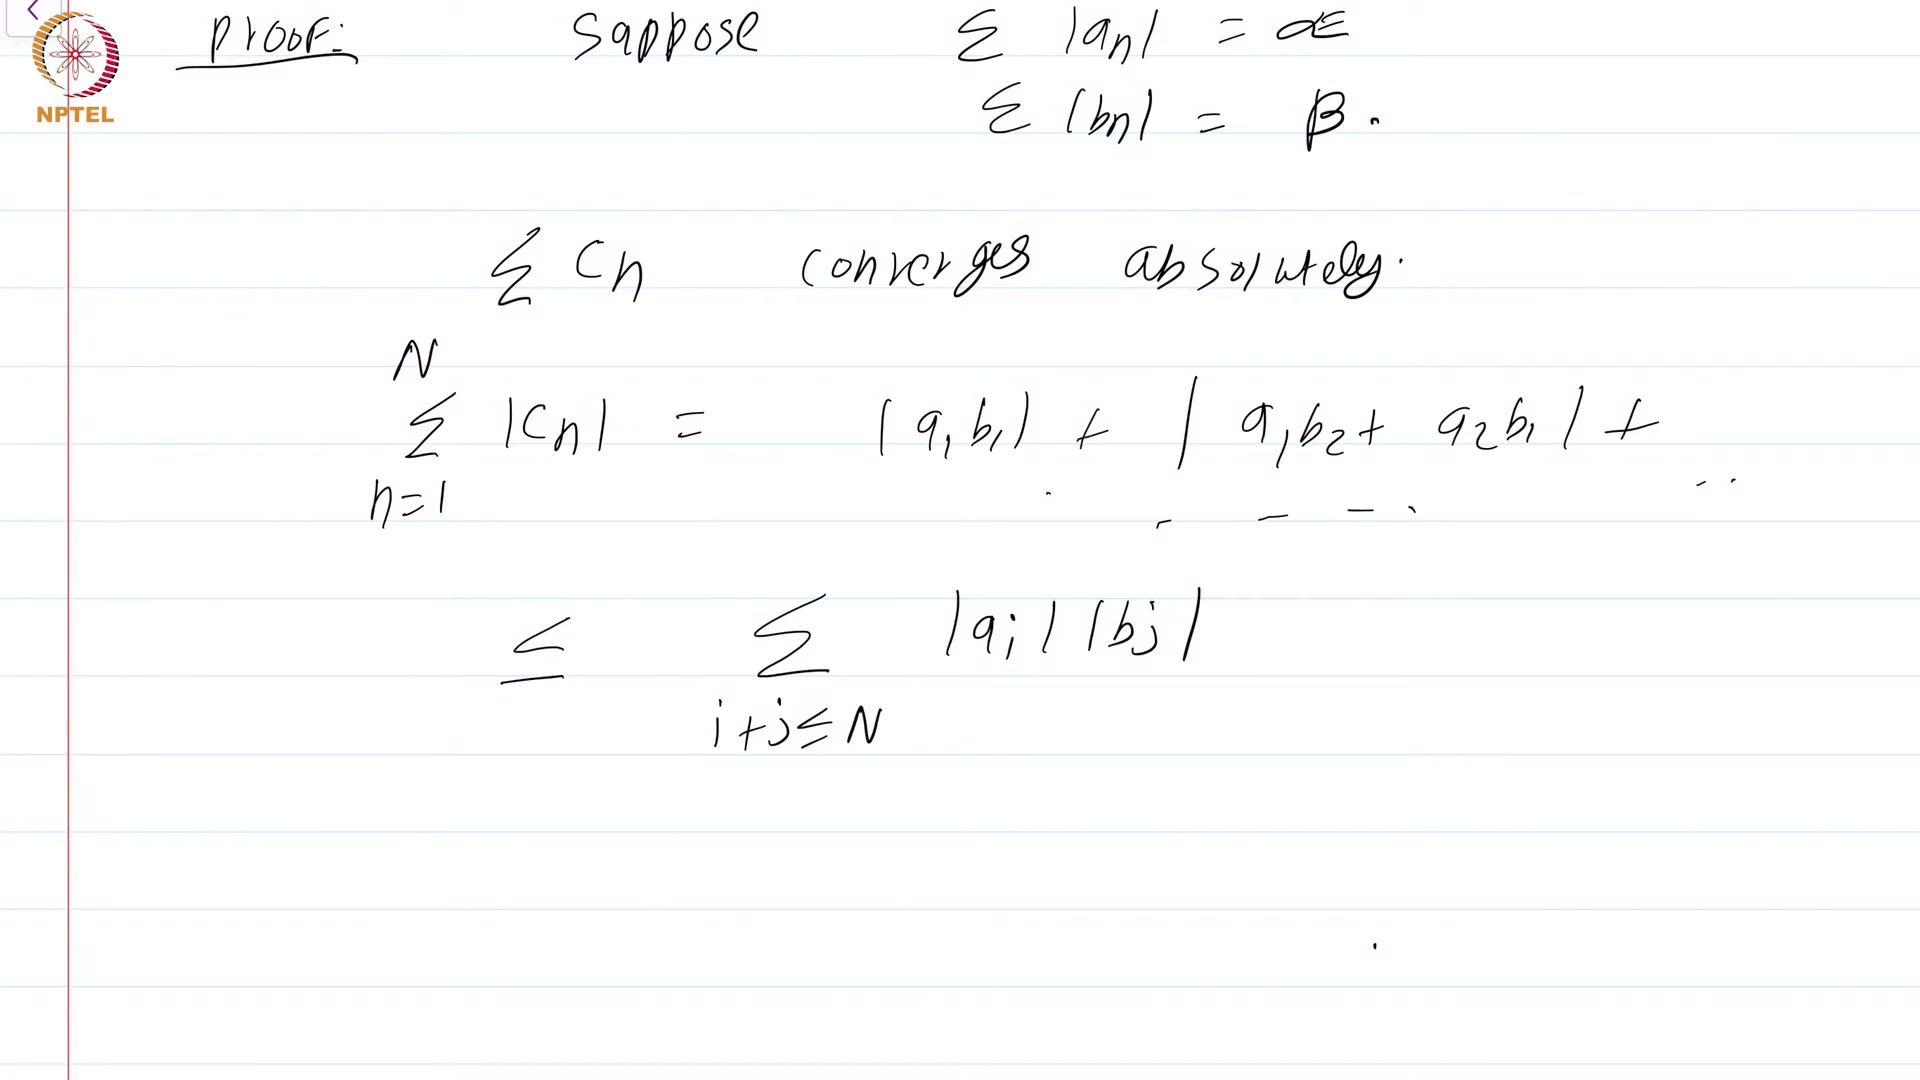 Proof: Suppose Σ |an| = α
NPTEL
Σ |bn| = β.
Σ Cn converges absolutely.
N
Σ |Cn| = |a1b1| + | a1b2 + a2b1 | +
n=1 . - - - . - ..
≤ Σ |ai| |bj|
i+j≤N